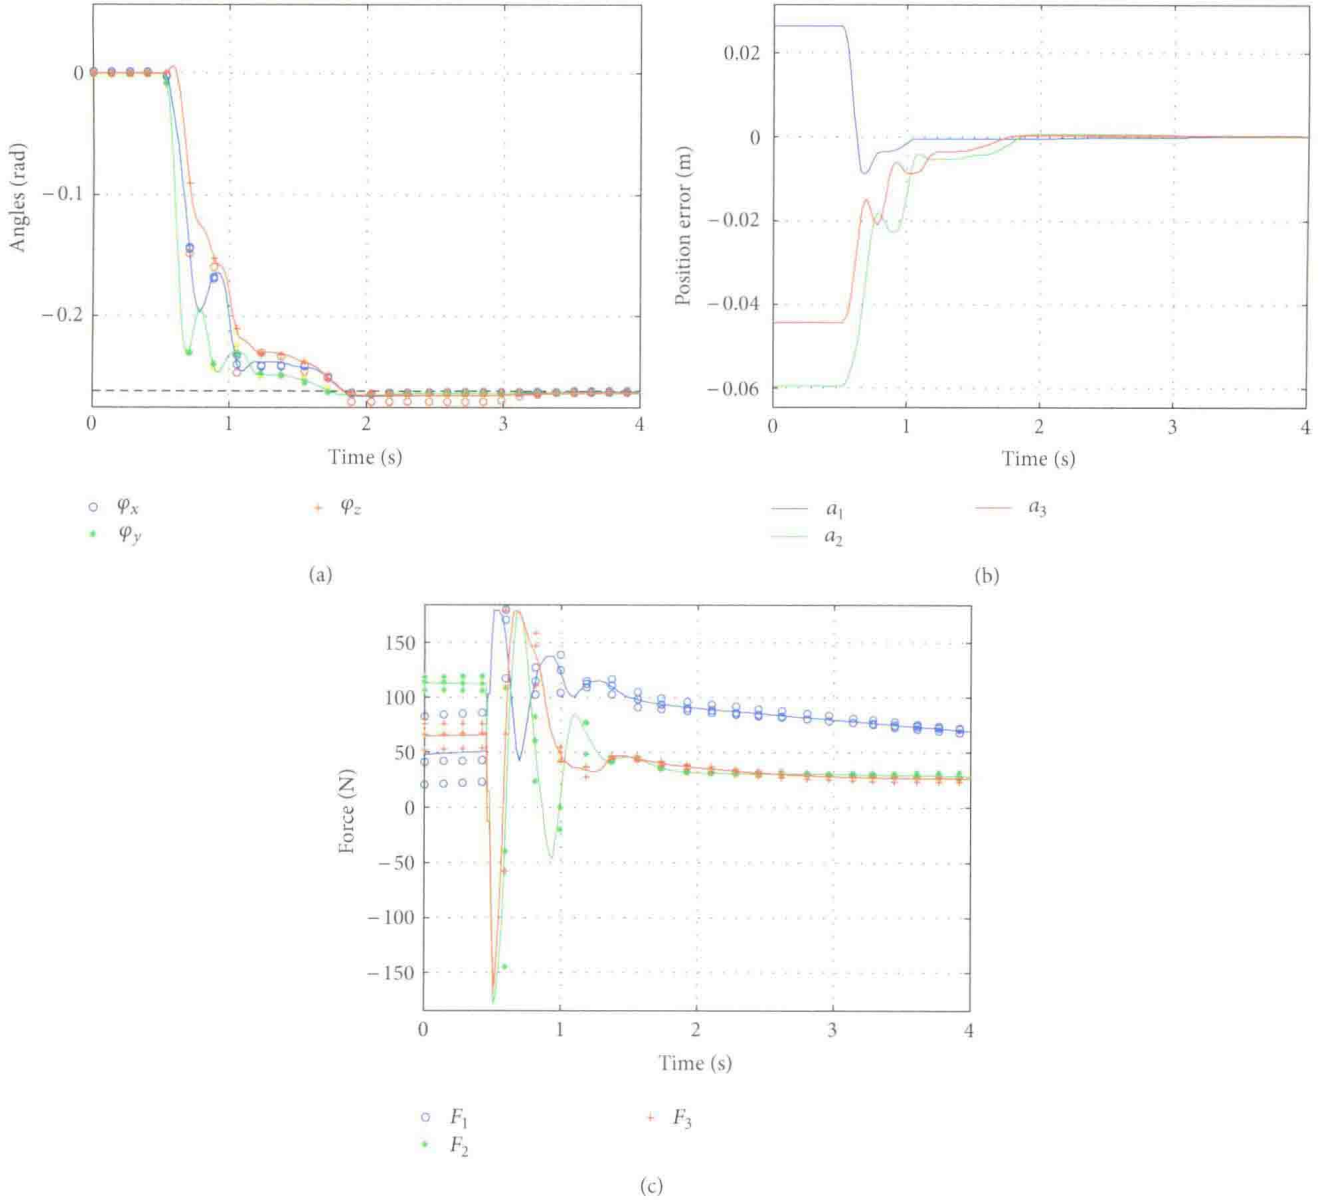 0
−0.1
−0.2
Angles (rad)
0 1 2 3 4
Time (s)
φx φz
φy
(a)
0.02
0
−0.02
−0.04
−0.06
Position error (m)
0 1 2 3 4
Time (s)
a1 a3
a2
(b)
150
100
50
0
−50
−100
−150
Force (N)
0 1 2 3 4
Time (s)
F1 F3
F2
(c)